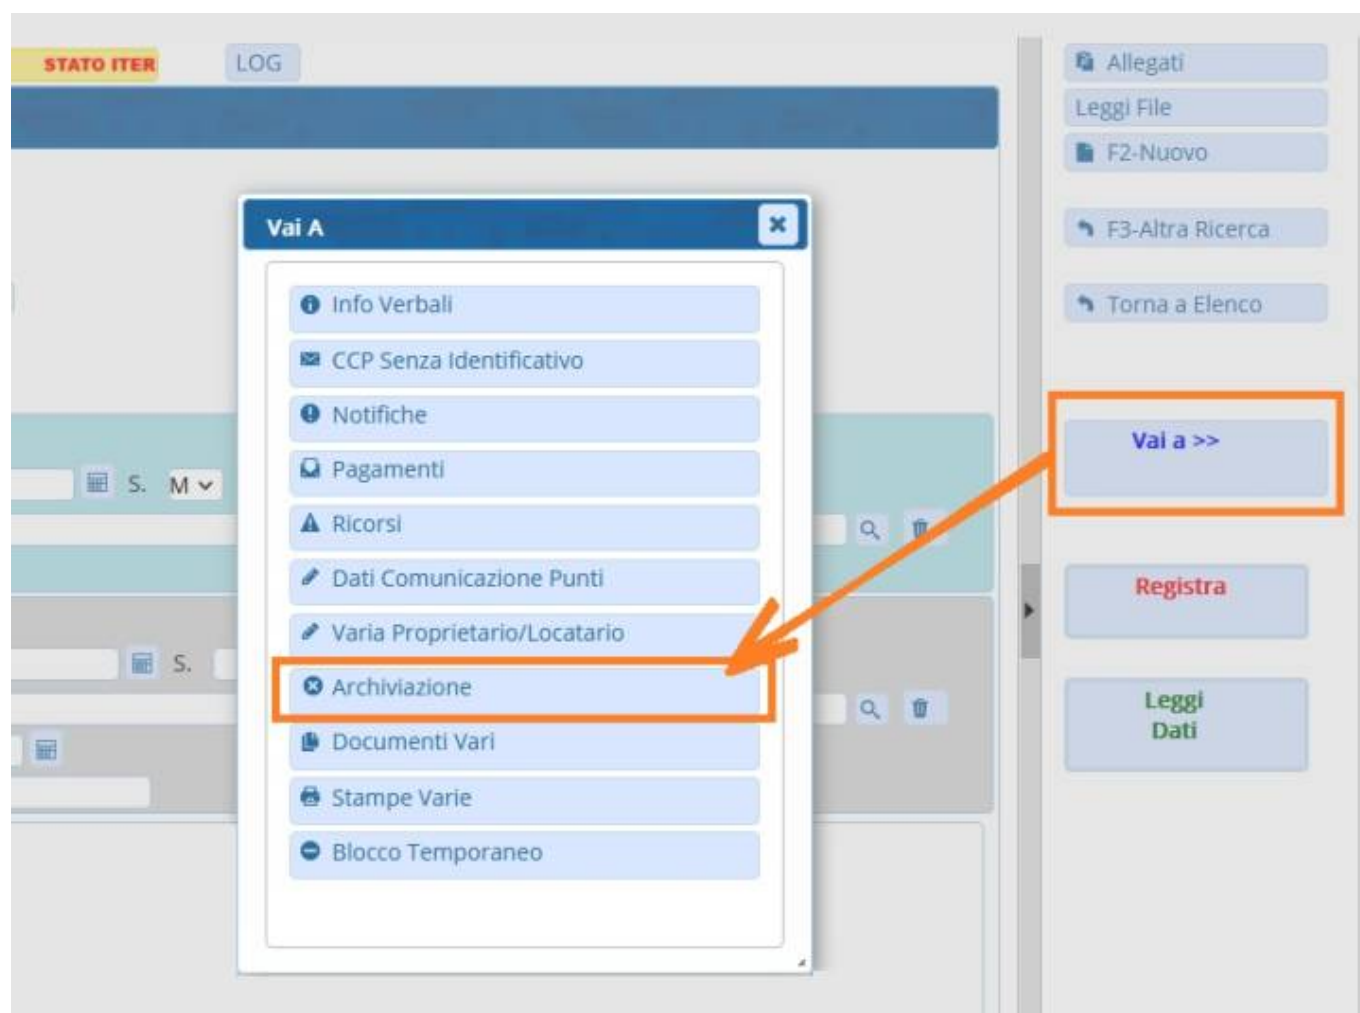 STATO ITER
LOG
Allegati
Leggi File
F2-Nuovo
F3-Altra Ricerca
Torna a Elenco
Vai a >>
Registra
Leggi
Dati
Vai A
Info Verbali
CCP Senza Identificativo
Notifiche
Pagamenti
Ricorsi
Dati Comunicazione Punti
Varia Proprietario/Locatario
Archiviazione
Documenti Vari
Stampe Varie
Blocco Temporaneo
S. M
S.